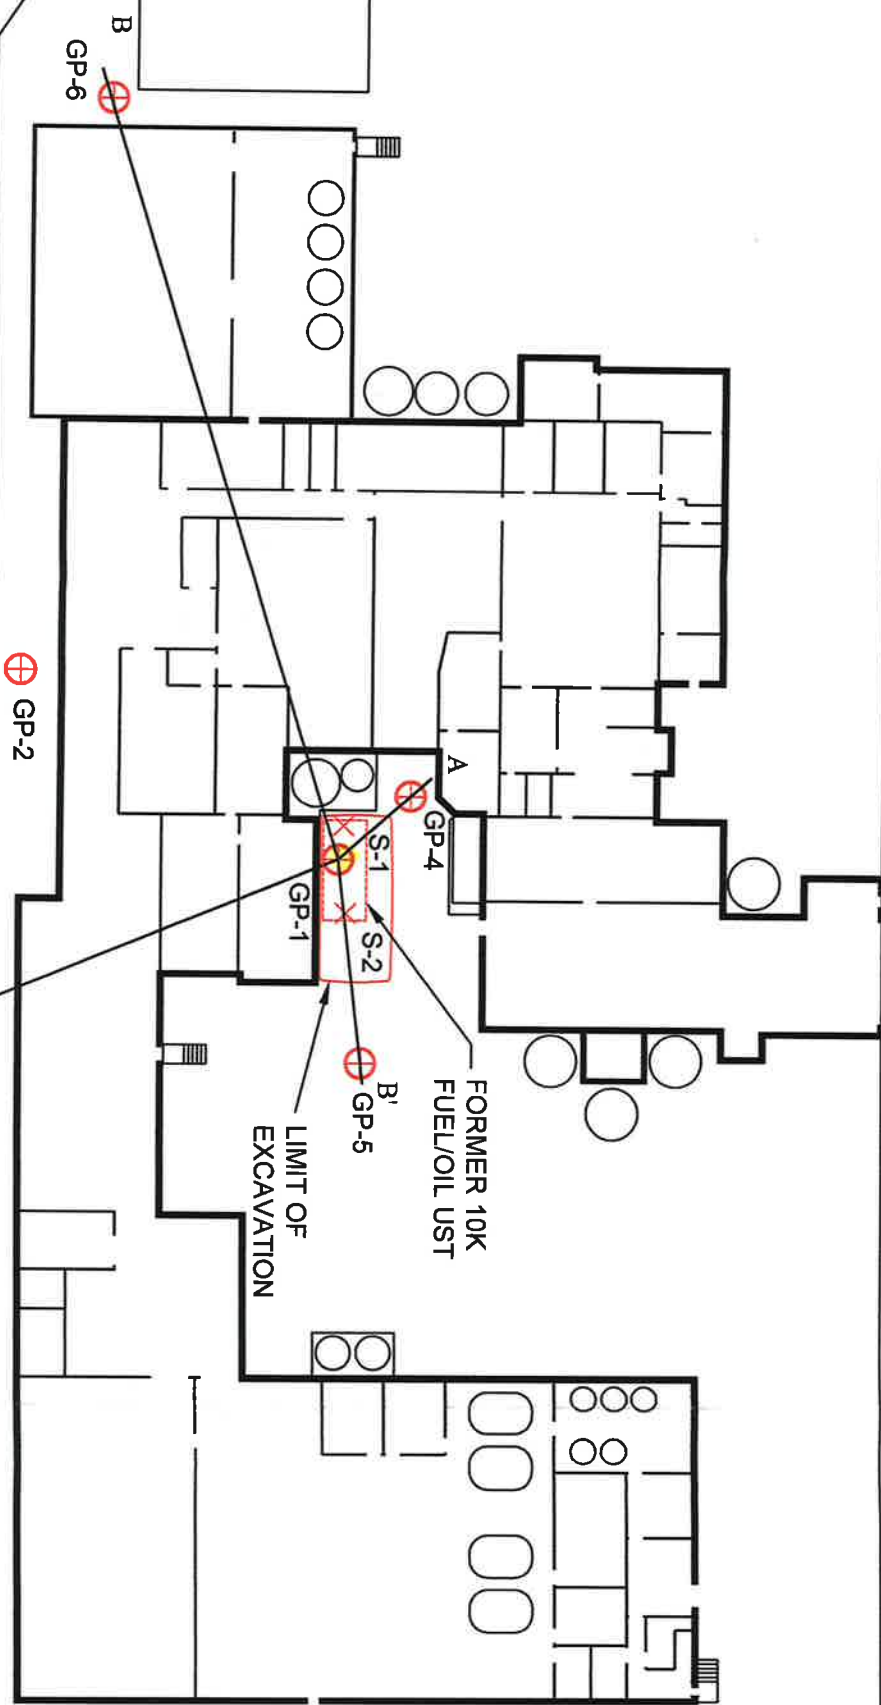 B
GP-6
GP-2
A
GP-4
S-1
GP-1
S-2
B'
GP-5
FORMER 10K
FUEL/OIL UST
LIMIT OF
EXCAVATION